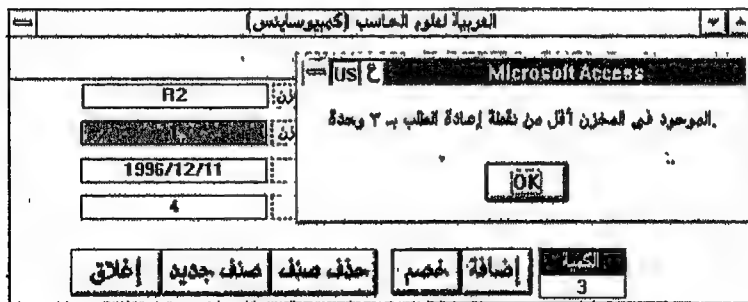 العربية لعلوم الحاسب (كمبيوساينس)
US ع Microsoft Access
R2
الموجود في المخزن أقل من نقطة إعادة الطلب بـ ٣ وحدة.
1996/12/11
OK
4
الكمية
إضافة خصم حذف صنف صنف جديد إغلاق
3